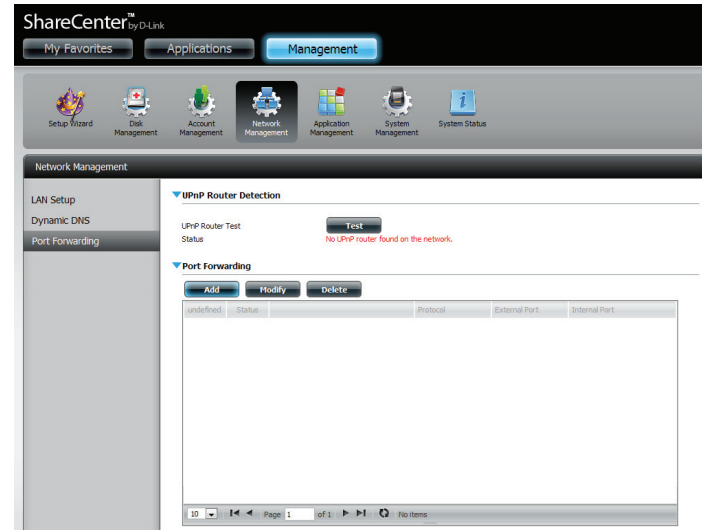 ShareCenter™ by D-Link
My Favorites Applications Management
Setup Wizard Disk Management Account Management Network Management Application Management System Management System Status
Network Management
LAN Setup
Dynamic DNS
Port Forwarding
UPnP Router Detection
UPnP Router Test Test
Status No UPnP router found on the network.
Port Forwarding
Add Modify Delete
undefined Status Protocol External Port Internal Port
10 Page 1 of 1 No items